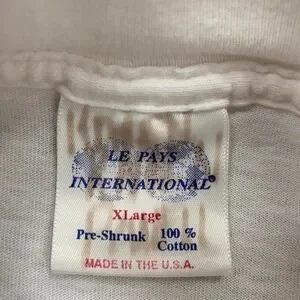 LE PAYS
INTERNATIONAL®
XLarge
Pre-Shrunk 100 %
Cotton
MADE IN THE U.S.A.